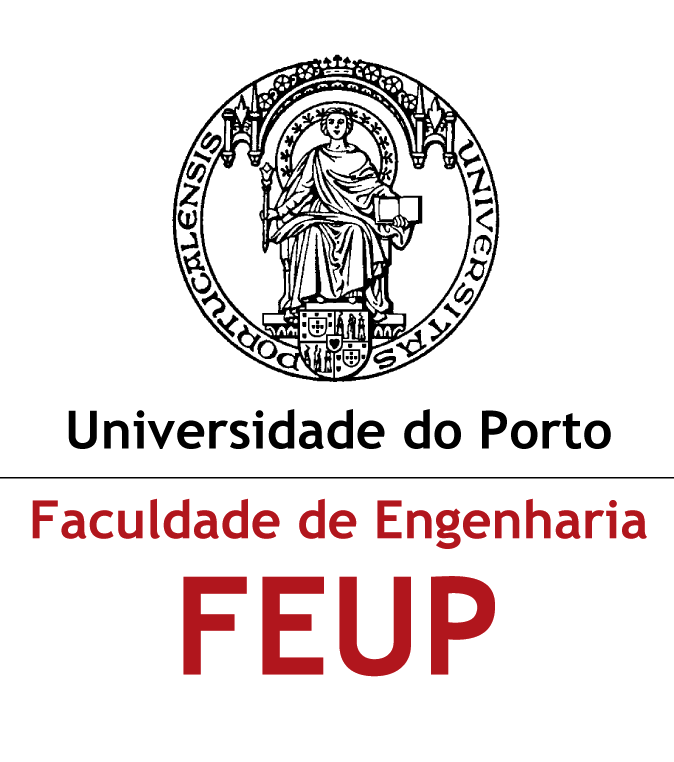 UNIVERSITAS PORTUCALENSIS
Universidade do Porto
Faculdade de Engenharia
FEUP